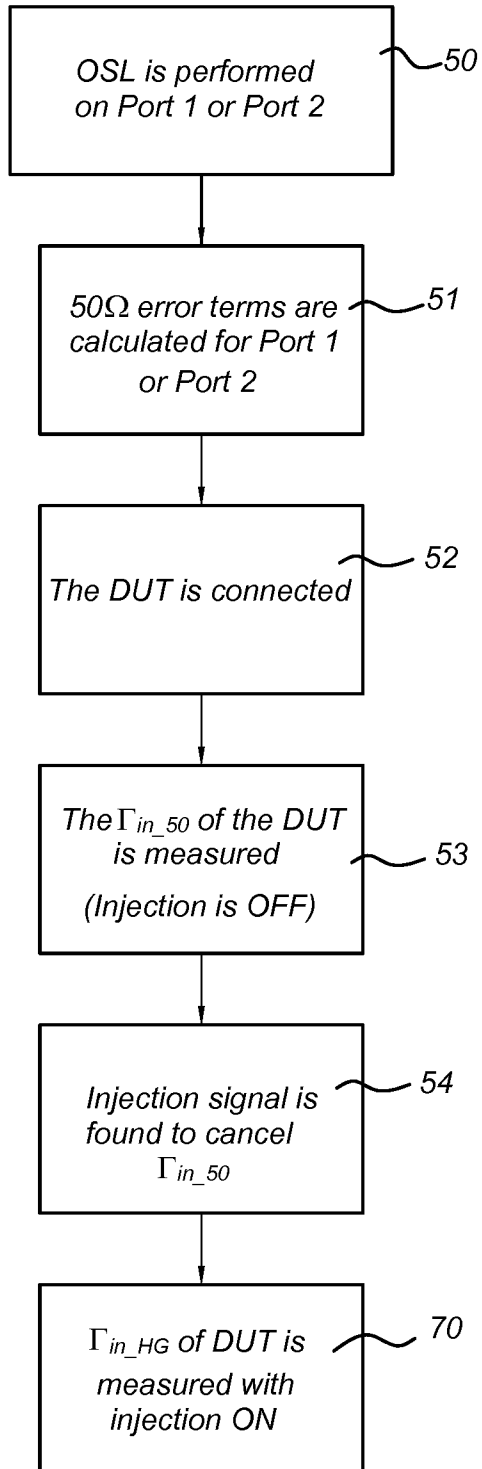 OSL is performed
on Port 1 or Port 2
50
50Ω error terms are
calculated for Port 1
or Port 2
51
The DUT is connected
52
The Γin_50 of the DUT
is measured
(Injection is OFF)
53
Injection signal is
found to cancel
Γin_50
54
Γin_HG of DUT is
measured with
injection ON
70